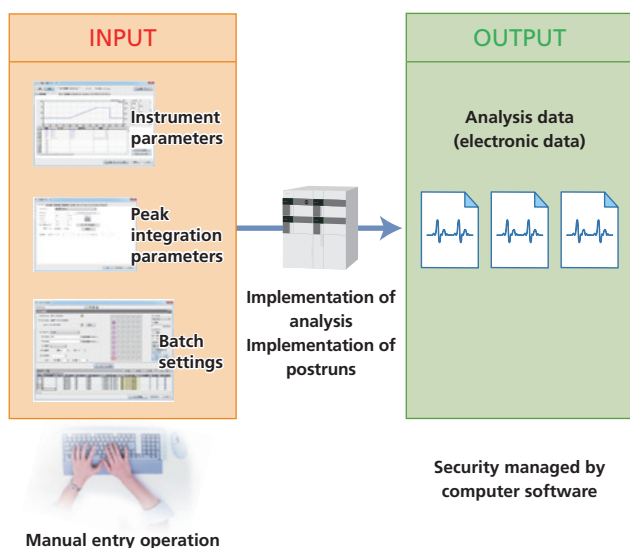 INPUT
Instrument
parameters
Peak
integration
parameters
Batch
settings
Manual entry operation
Implementation of
analysis
Implementation of
postruns
OUTPUT
Analysis data
(electronic data)
Security managed by
computer software